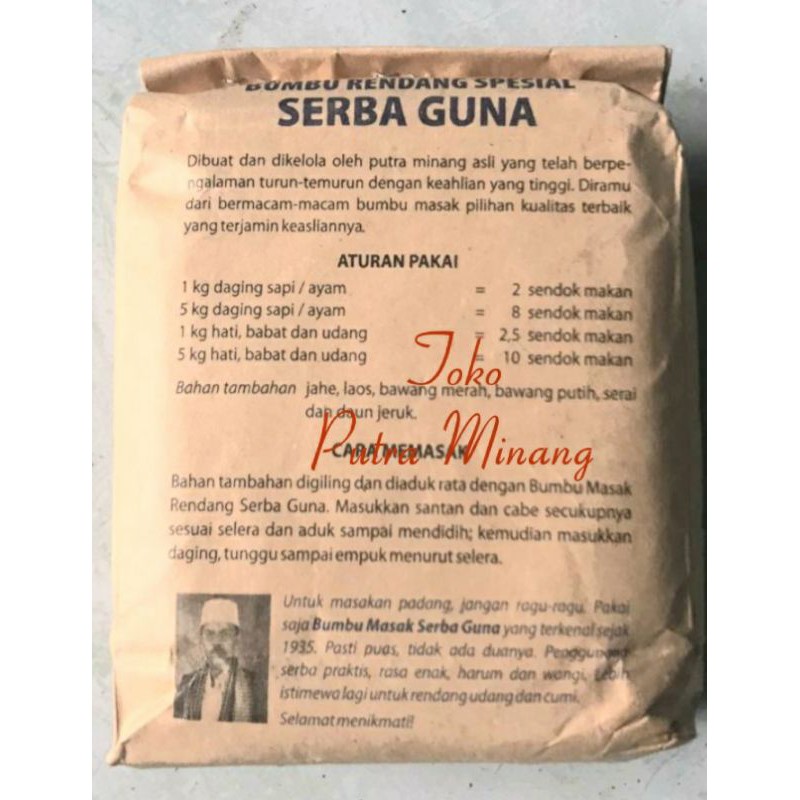 BUMBU RENDANG SPESIAL
SERBA GUNA
Dibuat dan dikelola oleh putra minang asli yang telah berpe-
ngalaman turun-temurun dengan keahlian yang tinggi. Diramu
dari bermacam-macam bumbu masak pilihan kualitas terbaik
yang terjamin keasliannya.
ATURAN PAKAI
1 kg daging sapi / ayam = 2 sendok makan
5 kg daging sapi / ayam = 8 sendok makan
1 kg hati, babat dan udang = 2,5 sendok makan
5 kg hati, babat dan udang = 10 sendok makan
Toko
Bahan tambahan jahe, laos, bawang merah, bawang putih, serai
dan daun jeruk.
Putra Minang
CARA MEMASAK
Bahan tambahan digiling dan diaduk rata dengan Bumbu Masak
Rendang Serba Guna. Masukkan santan dan cabe secukupnya
sesuai selera dan aduk sampai mendidih; kemudian masukkan
daging, tunggu sampai empuk menurut selera.
Untuk masakan padang, jangan ragu-ragu. Pakai
saja Bumbu Masak Serba Guna yang terkenal sejak
1935. Pasti puas, tidak ada duanya. Penggunaan
serba praktis, rasa enak, harum dan wangi. Lebih
istimewa lagi untuk rendang udang dan cumi.
Selamat menikmati!